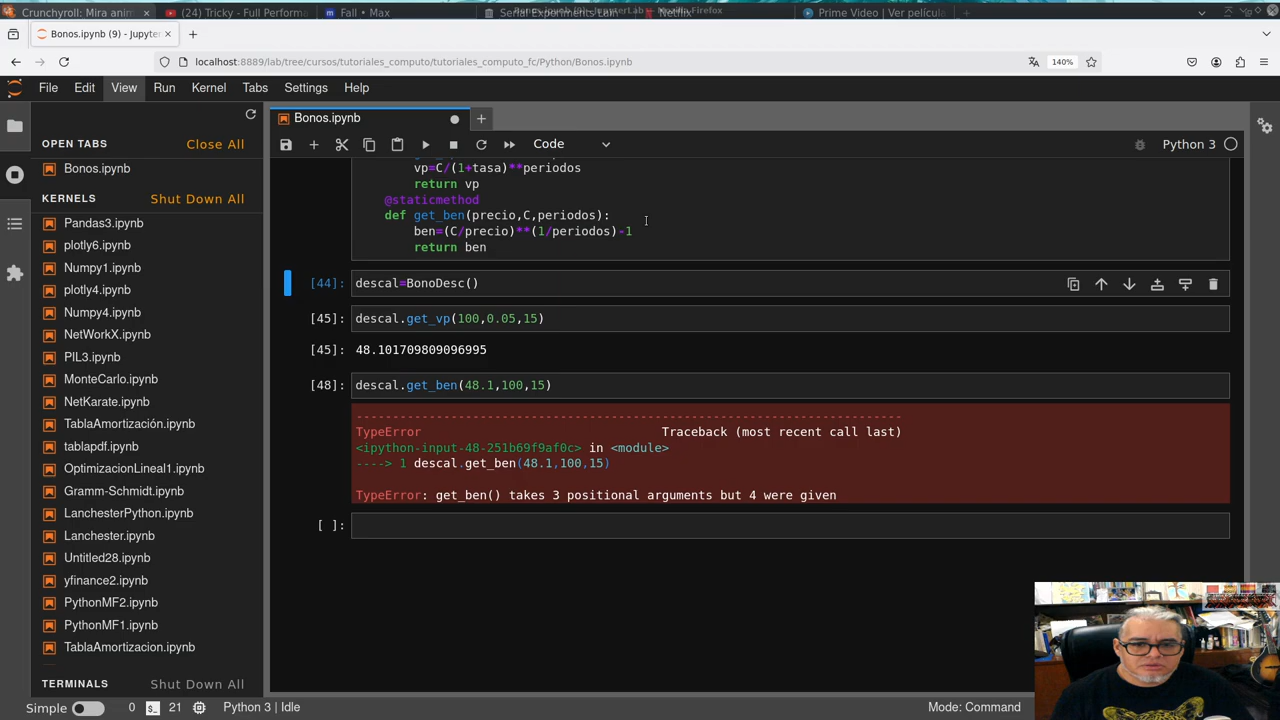 Crunchyroll: Mira anim
(24) Tricky - Full Performa
Fall • Max
Netflix
Prime Video | Ver películ
Bonos.ipynb (9) - Jupyte
localhost:8889/lab/tree/cursos/tutoriales_computo/tutoriales_computo_fc/Python/Bonos.ipynb
140%
File Edit View Run Kernel Tabs Settings Help
Bonos.ipynb
OPEN TABS Close All
Bonos.ipynb
KERNELS Shut Down All
Pandas3.ipynb
plotly6.ipynb
Numpy1.ipynb
plotly4.ipynb
Numpy4.ipynb
NetWorkX.ipynb
PIL3.ipynb
MonteCarlo.ipynb
NetKarate.ipynb
TablaAmortización.ipynb
tablapdf.ipynb
OptimizacionLineal1.ipynb
Gramm-Schmidt.ipynb
LanchesterPython.ipynb
Lanchester.ipynb
Untitled28.ipynb
yfinance2.ipynb
PythonMF2.ipynb
PythonMF1.ipynb
TablaAmortizacion.ipynb
TERMINALS Shut Down All
Code
Python 3
vp=C/(1+tasa)**periodos
return vp
@staticmethod
def get_ben(precio,C,periodos):
ben=(C/precio)**(1/periodos)-1
return ben
[44]: descal=BonoDesc()
[45]: descal.get_vp(100,0.05,15)
[45]: 48.101709809096995
[48]: descal.get_ben(48.1,100,15)
---------------------------------------------------------------------------
TypeError Traceback (most recent call last)
<ipython-input-48-251b69f9af0c> in <module>
----> 1 descal.get_ben(48.1,100,15)
TypeError: get_ben() takes 3 positional arguments but 4 were given
[ ]:
Simple 0 21 Python 3 | Idle
Mode: Command